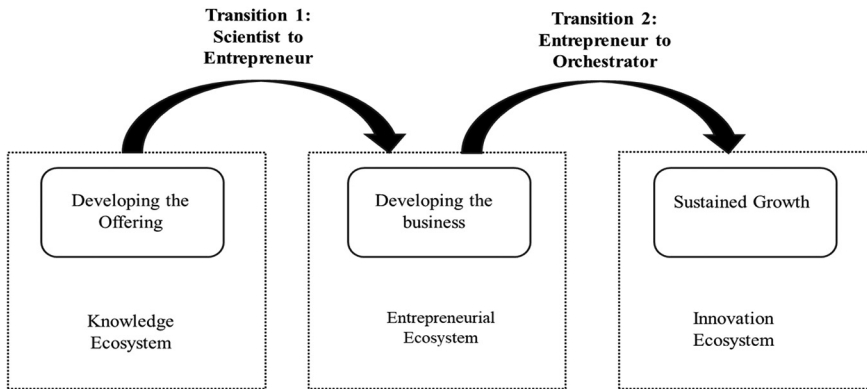 Transition 1:
Scientist to
Entrepreneur
Transition 2:
Entrepreneur to
Orchestrator
Developing the
Offering
Developing the
business
Sustained Growth
Knowledge
Ecosystem
Entrepreneurial
Ecosystem
Innovation
Ecosystem